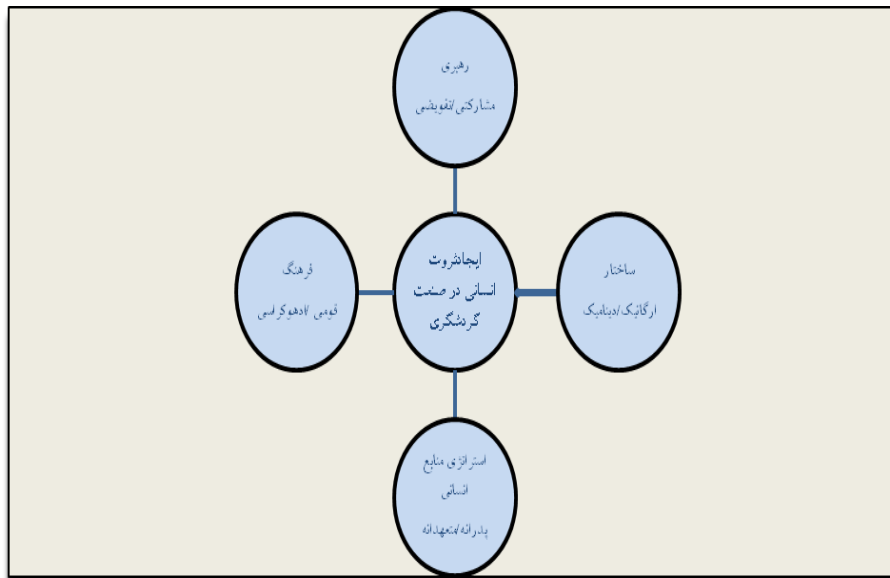 رهبری
مشارکتی/تفویضی
فرهنگ
قومی /ادهوکراسی
ایجادثروت
انسانی در صنعت
گردشگری
ساختار
ارگانیک/دینامیک
استراتژی منابع
انسانی
پدرانه/متعهدانه